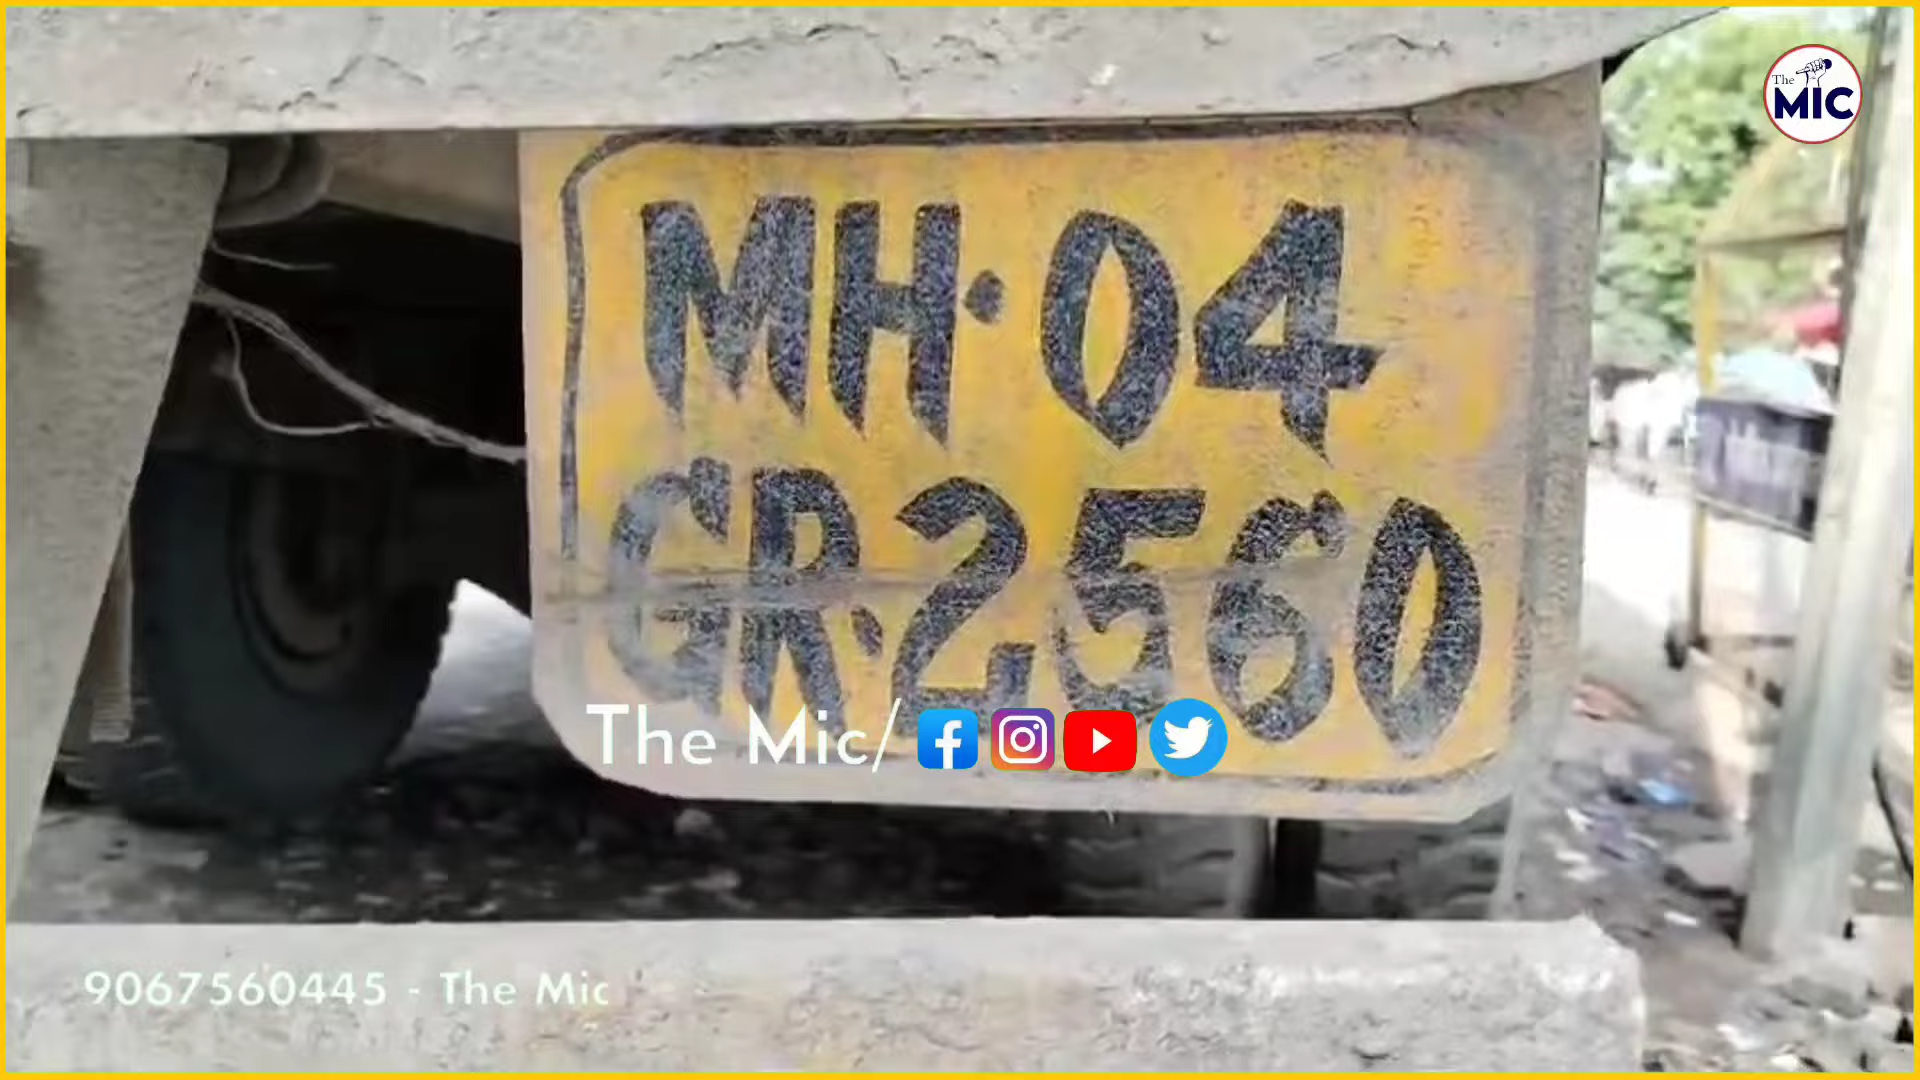 The
MIC
MH·04
GR·2560
The Mic/
9067560445 - The Mic